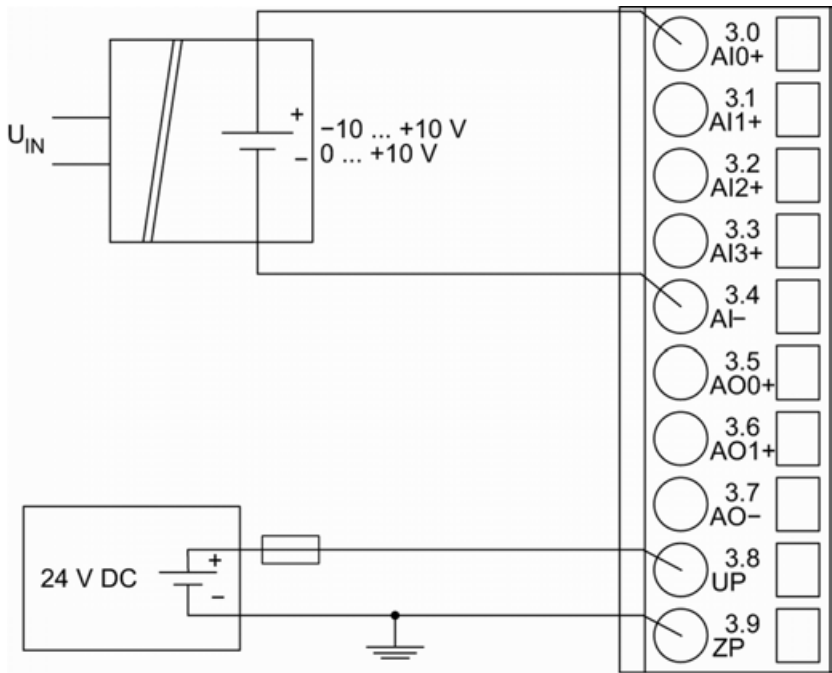 U_IN
+
−10 ... +10 V
−
0 ... +10 V
24 V DC
+
−
3.0
AI0+
3.1
AI1+
3.2
AI2+
3.3
AI3+
3.4
AI−
3.5
AO0+
3.6
AO1+
3.7
AO−
3.8
UP
3.9
ZP